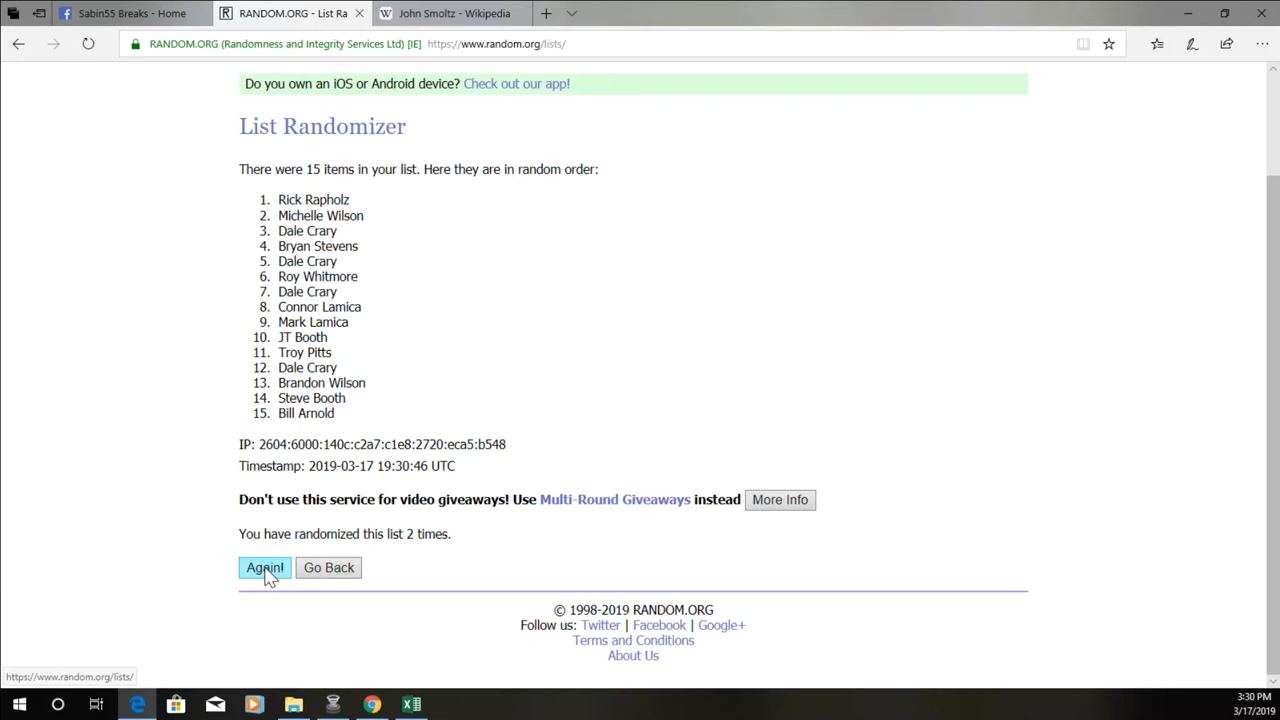 Sabin55 Breaks - Home
RANDOM.ORG - List Ra
John Smoltz - Wikipedia
RANDOM.ORG (Randomness and Integrity Services Ltd) [IE] https://www.random.org/lists/
Do you own an iOS or Android device? Check out our app!
List Randomizer
There were 15 items in your list. Here they are in random order:
1. Rick Rapholz
2. Michelle Wilson
3. Dale Crary
4. Bryan Stevens
5. Dale Crary
6. Roy Whitmore
7. Dale Crary
8. Connor Lamica
9. Mark Lamica
10. JT Booth
11. Troy Pitts
12. Dale Crary
13. Brandon Wilson
14. Steve Booth
15. Bill Arnold
IP: 2604:6000:140c:c2a7:c1e8:2720:eca5:b548
Timestamp: 2019-03-17 19:30:46 UTC
Don't use this service for video giveaways! Use Multi-Round Giveaways instead More Info
You have randomized this list 2 times.
Again! Go Back
© 1998-2019 RANDOM.ORG
Follow us: Twitter | Facebook | Google+
Terms and Conditions
About Us
https://www.random.org/lists/
3:30 PM
3/17/2019